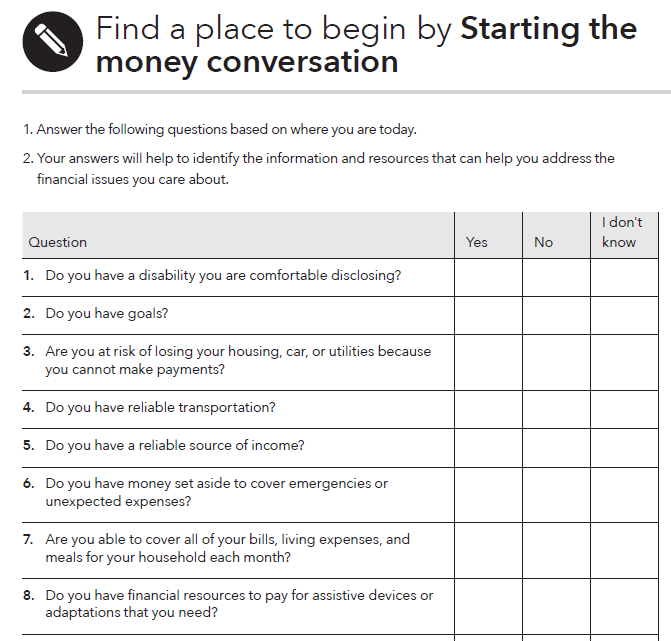 Find a place to begin by Starting the
money conversation
1. Answer the following questions based on where you are today.
2. Your answers will help to identify the information and resources that can help you address the
financial issues you care about.
Question
Yes
No
I don't
know
1. Do you have a disability you are comfortable disclosing?
2. Do you have goals?
3. Are you at risk of losing your housing, car, or utilities because
you cannot make payments?
4. Do you have reliable transportation?
5. Do you have a reliable source of income?
6. Do you have money set aside to cover emergencies or
unexpected expenses?
7. Are you able to cover all of your bills, living expenses, and
meals for your household each month?
8. Do you have financial resources to pay for assistive devices or
adaptations that you need?